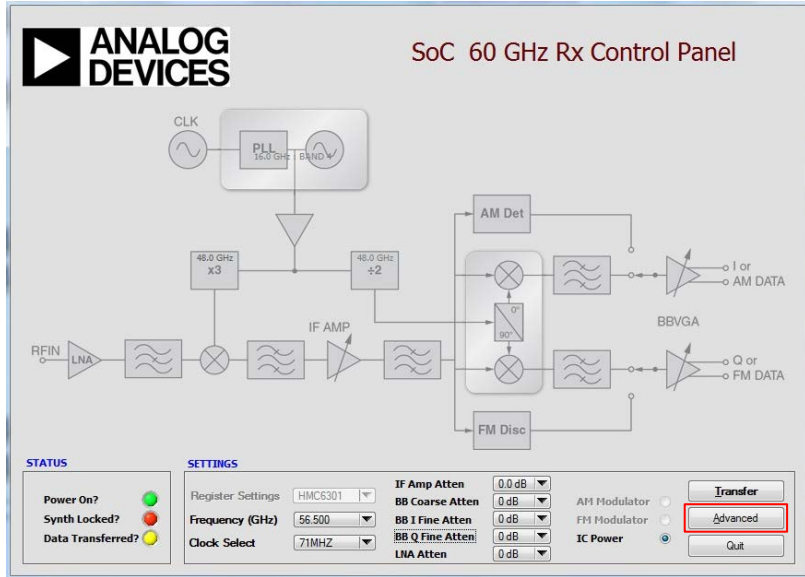 ANALOG
DEVICES
SoC 60 GHz Rx Control Panel
CLK
PLL
16.0 GHz : BAND 4
AM Det
48.0 GHz
x3
48.0 GHz
÷2
I or
AM DATA
0°
90°
BBVGA
IF AMP
RFIN
LNA
Q or
FM DATA
FM Disc
STATUS
Power On?
Synth Locked?
Data Transferred?
SETTINGS
Register Settings HMC6301
Frequency (GHz) 56.500
Clock Select 71MHZ
IF Amp Atten 0.0 dB
BB Coarse Atten 0 dB
BB I Fine Atten 0 dB
BB Q Fine Atten 0 dB
LNA Atten 0 dB
AM Modulator
FM Modulator
IC Power
Transfer
Advanced
Quit